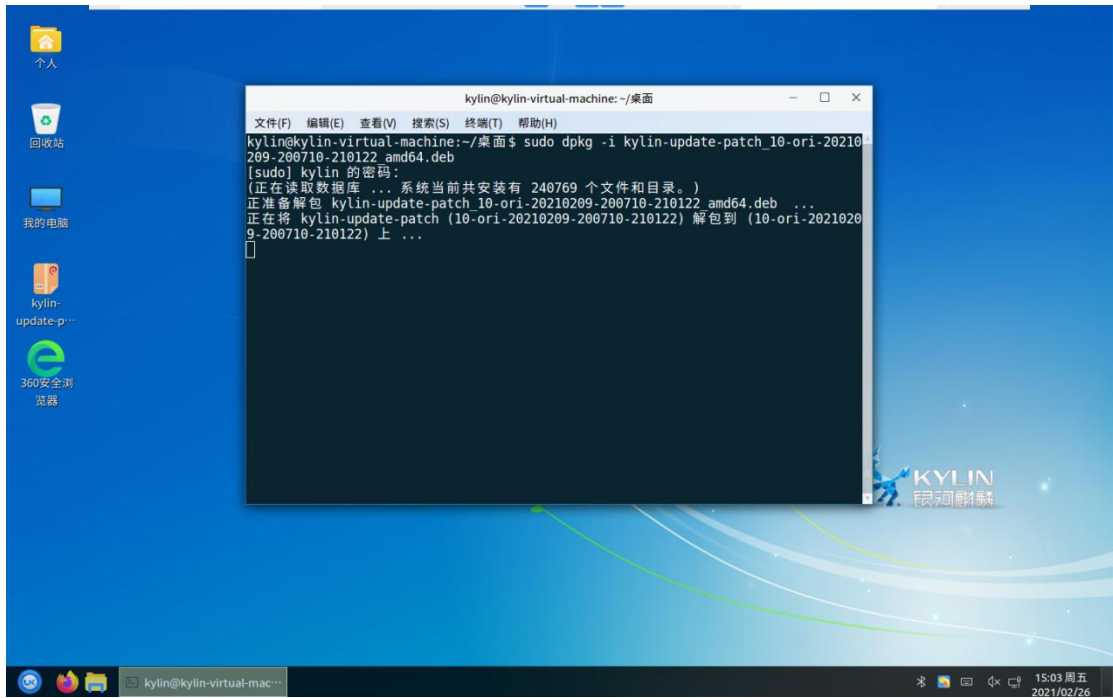 个人
回收站
我的电脑
kylin-
update-p…
360安全浏
览器
kylin@kylin-virtual-machine: ~/桌面
文件(F) 编辑(E) 查看(V) 搜索(S) 终端(T) 帮助(H)
kylin@kylin-virtual-machine:~/桌面$ sudo dpkg -i kylin-update-patch_10-ori-20210
209-200710-210122_amd64.deb
[sudo] kylin 的密码：
(正在读取数据库 ... 系统当前共安装有 240769 个文件和目录。)
正准备解包 kylin-update-patch_10-ori-20210209-200710-210122_amd64.deb ...
正在将 kylin-update-patch (10-ori-20210209-200710-210122) 解包到 (10-ori-2021020
9-200710-210122) 上 ...
KYLIN
银河麒麟
kylin@kylin-virtual-mac…
15:03 周五
2021/02/26